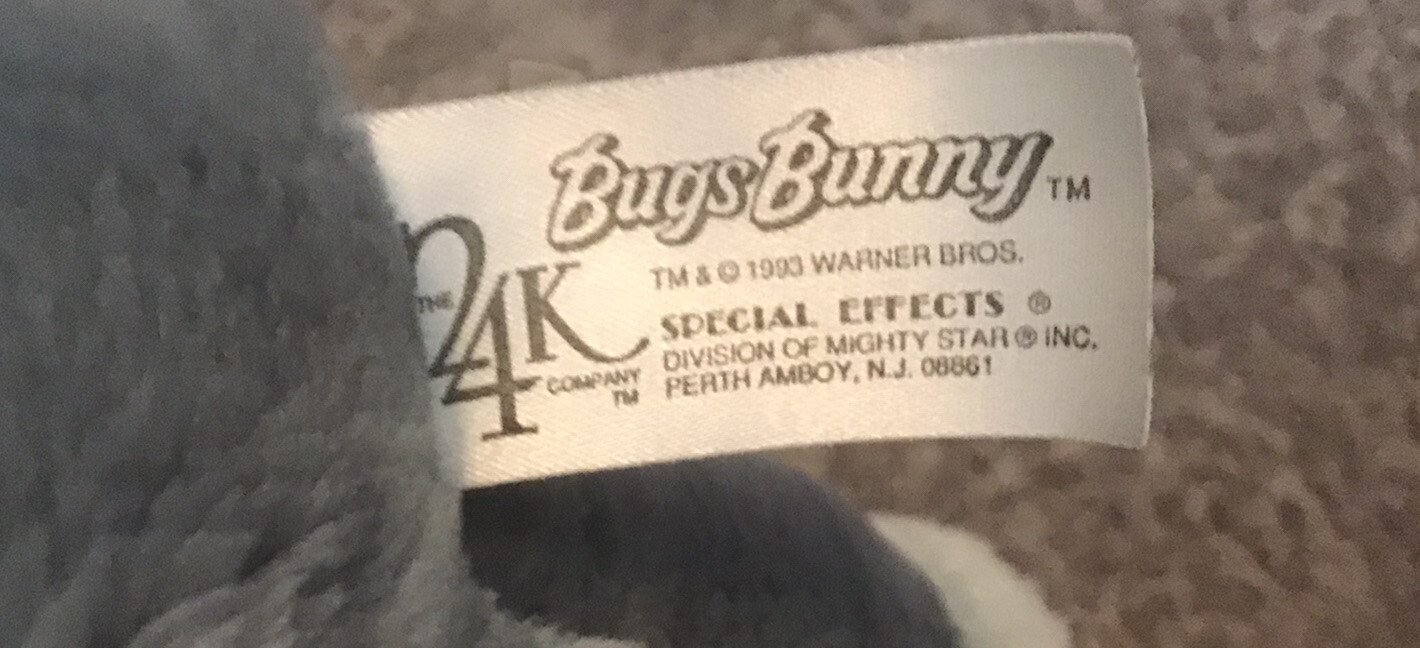 Bugs Bunny TM
TM & © 1993 WARNER BROS.
THE 24K COMPANY TM
SPECIAL EFFECTS ®
DIVISION OF MIGHTY STAR ® INC.
PERTH AMBOY, N.J. 08861